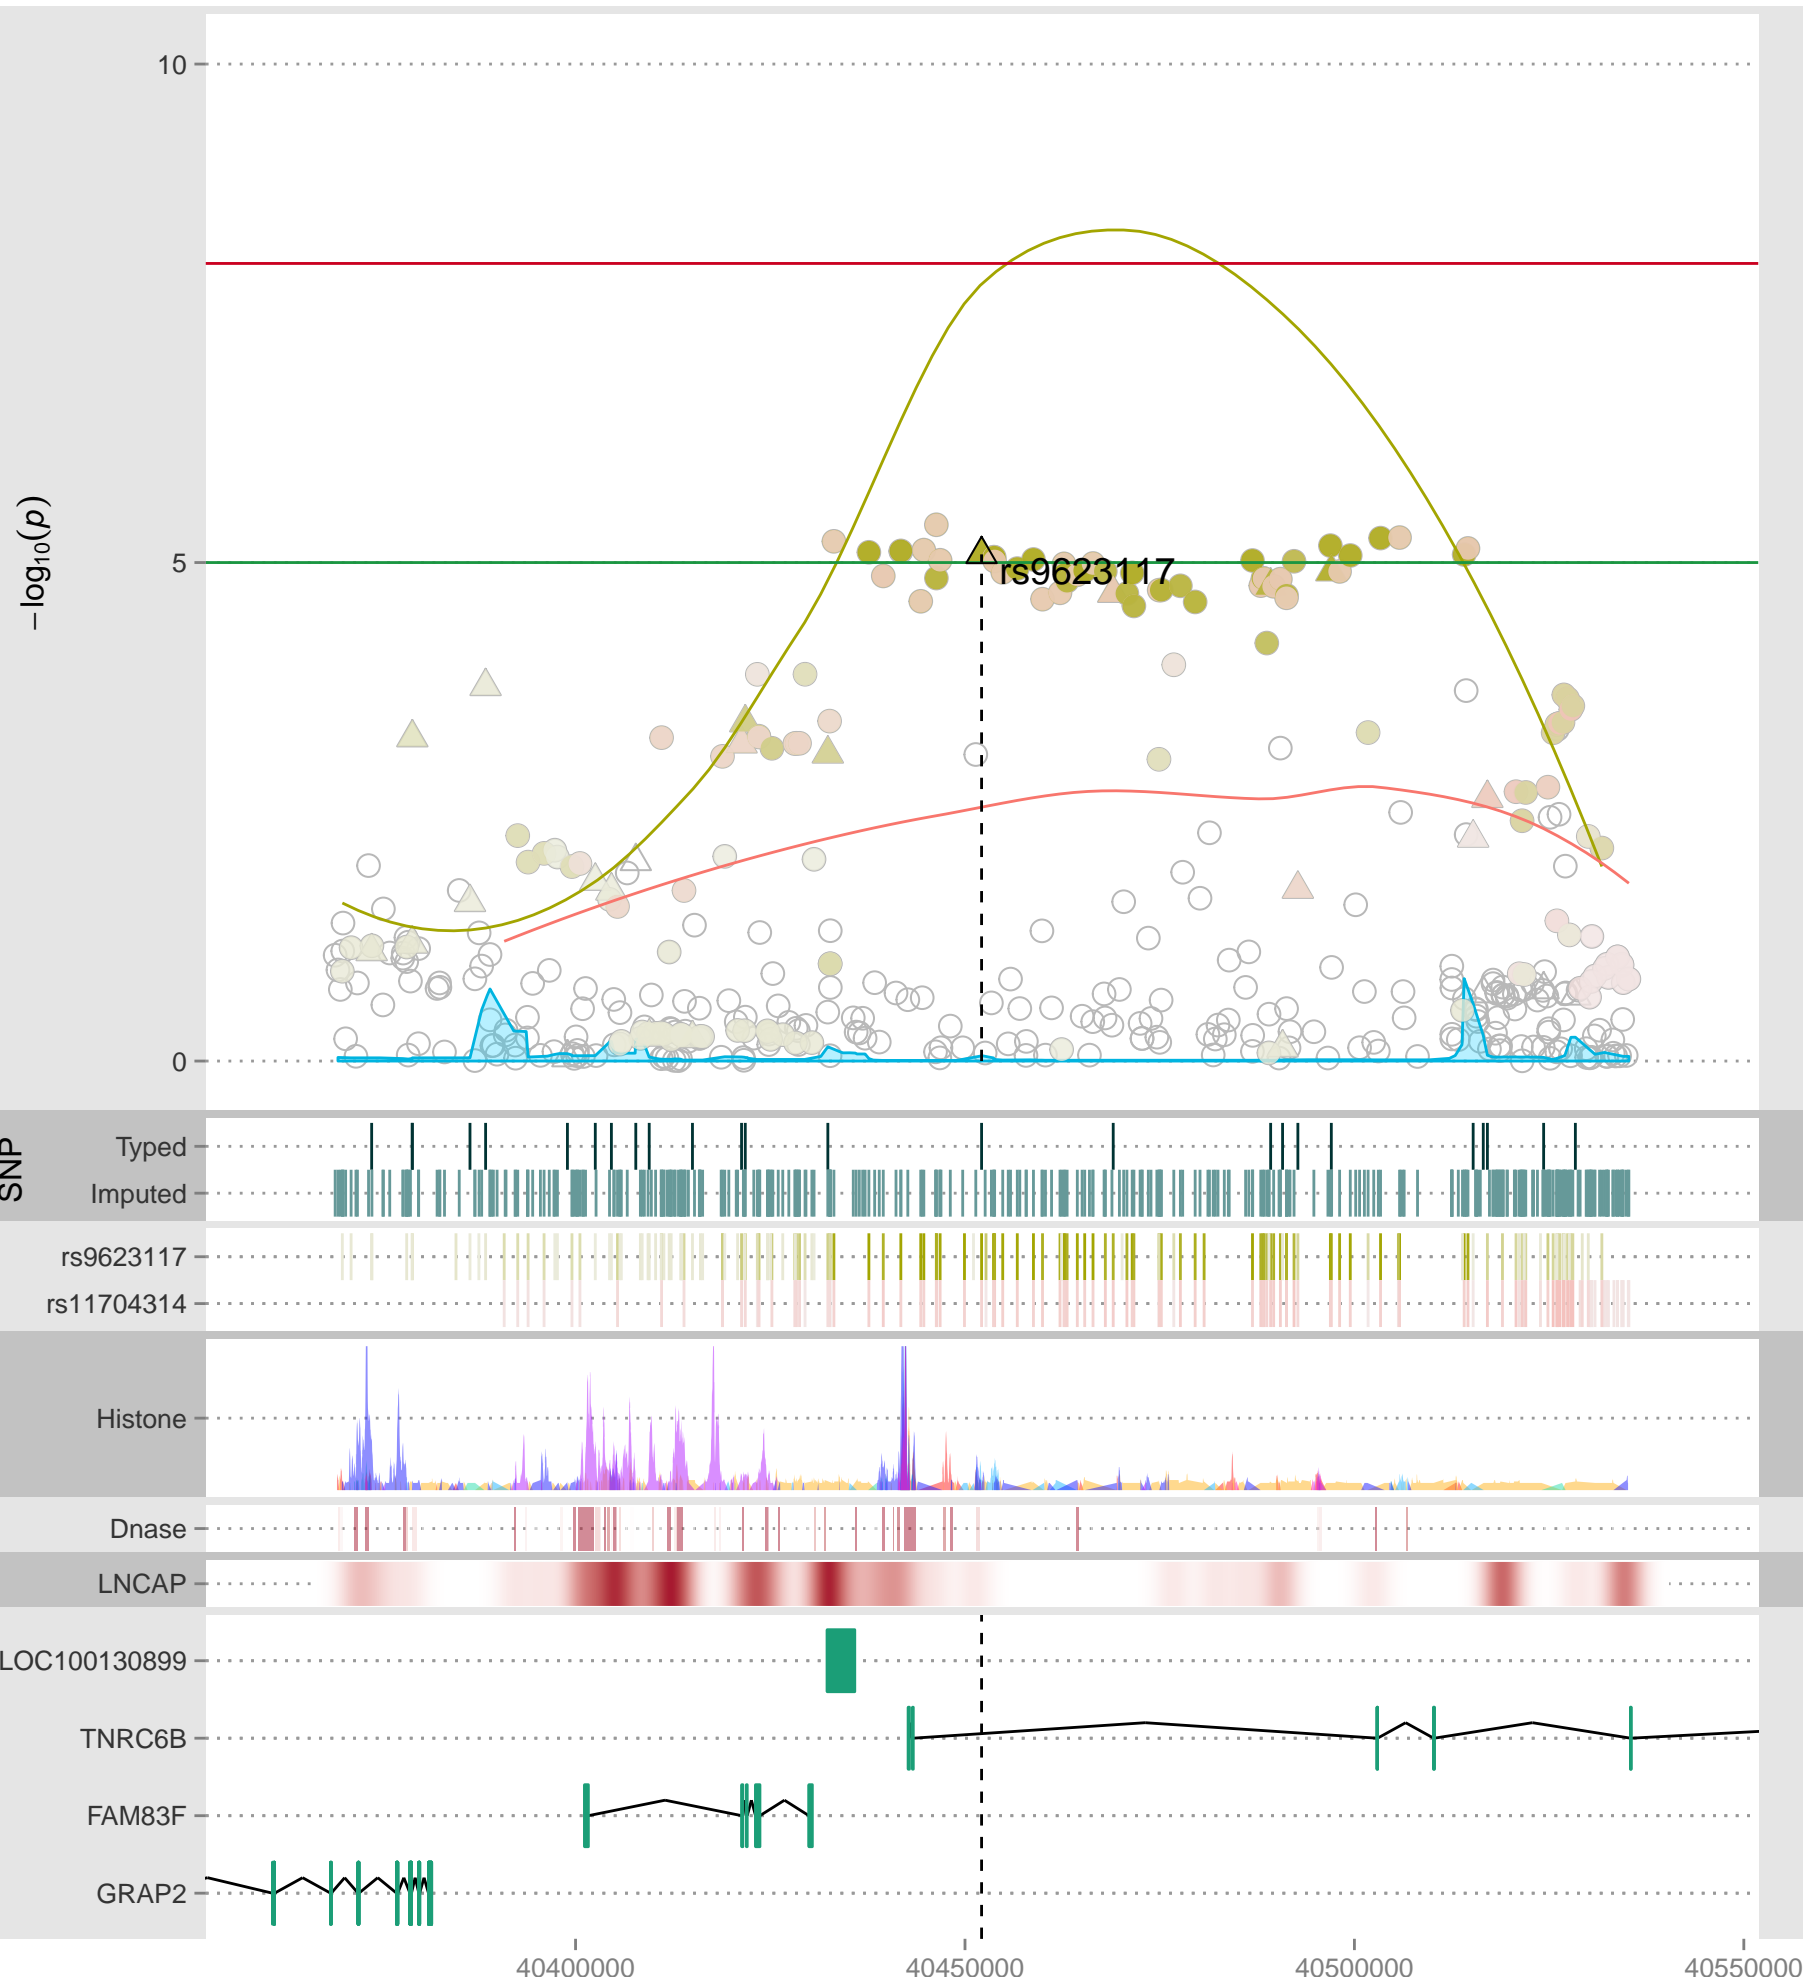 10
5
0
−log10(p)
rs9623117
SNP
Typed
Imputed
rs9623117
rs11704314
Histone
Dnase
LNCAP
LOC100130899
TNRC6B
FAM83F
GRAP2
40400000
40450000
40500000
40550000